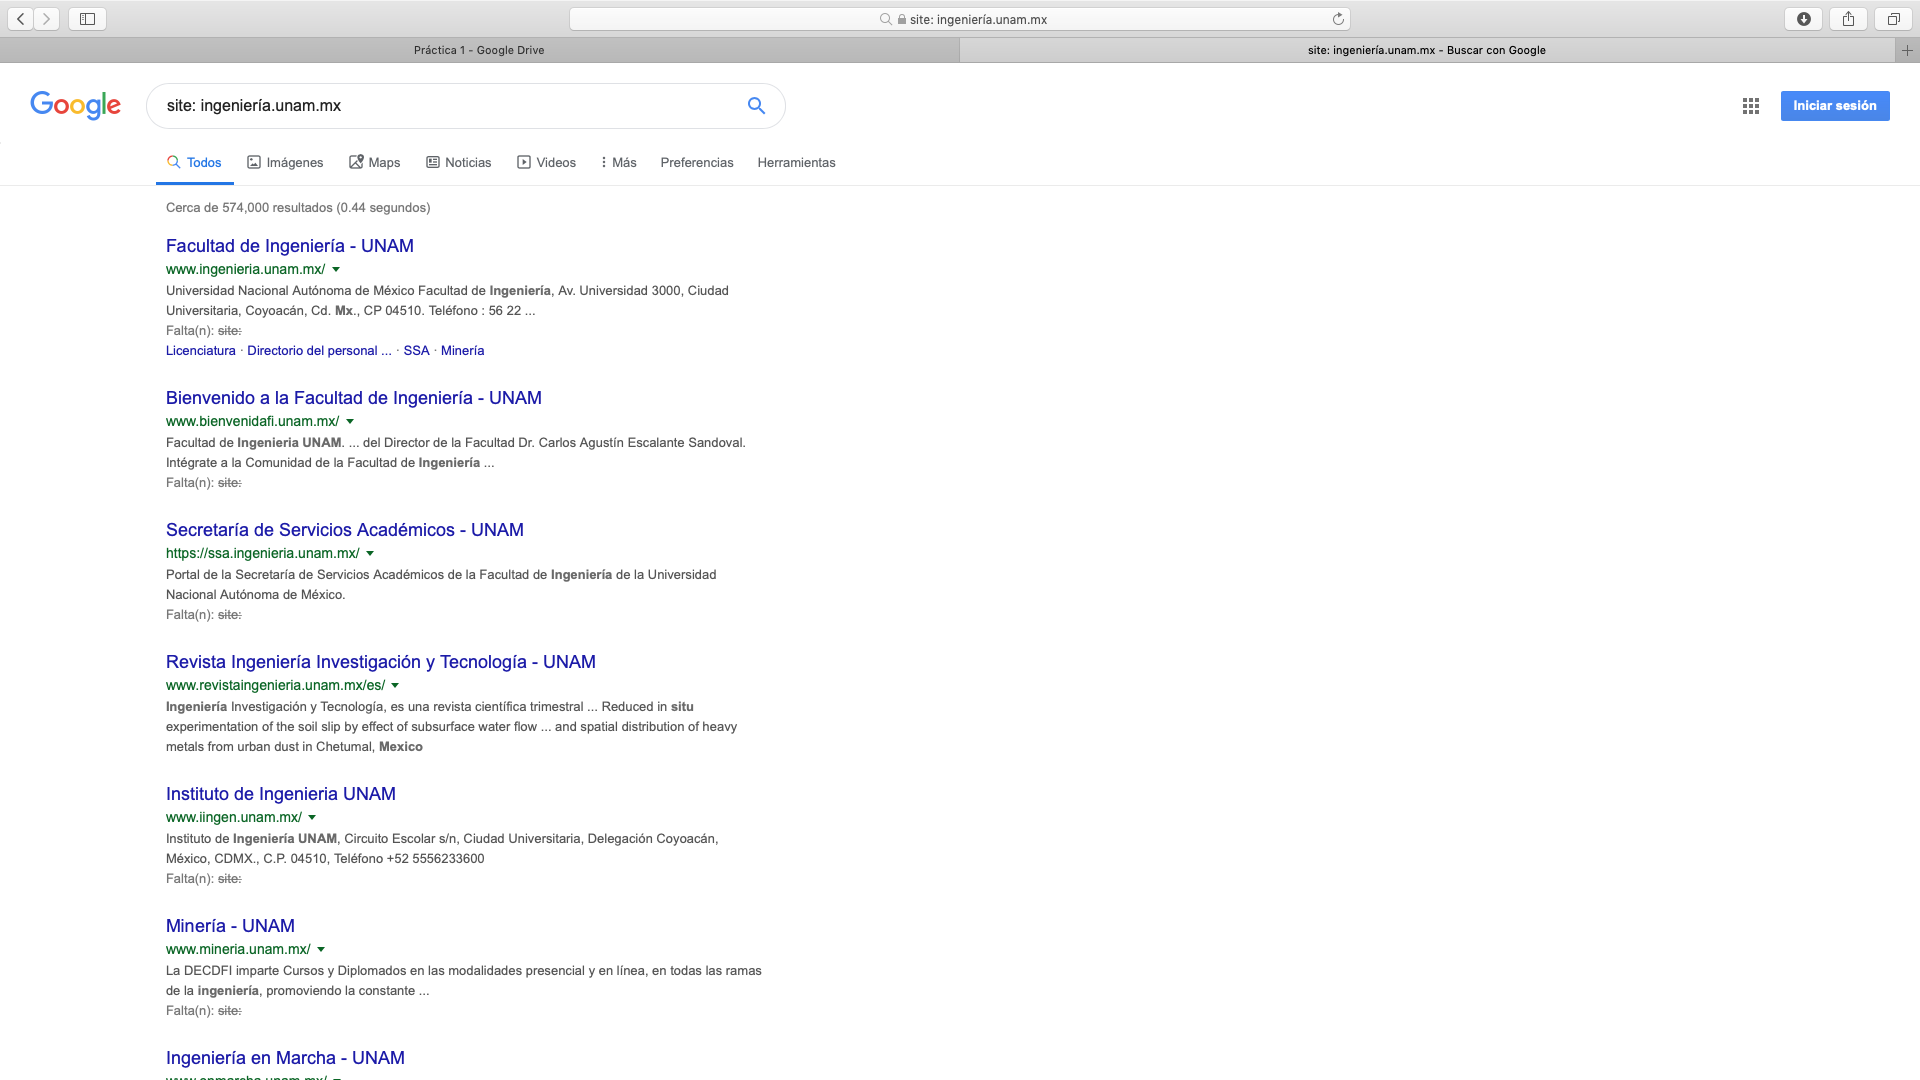 site: ingeniería.unam.mx
Práctica 1 - Google Drive
site: ingeniería.unam.mx - Buscar con Google
Google
site: ingeniería.unam.mx
Iniciar sesión
Todos Imágenes Maps Noticias Videos Más Preferencias Herramientas
Cerca de 574,000 resultados (0.44 segundos)
Facultad de Ingeniería - UNAM
www.ingenieria.unam.mx/
Universidad Nacional Autónoma de México Facultad de Ingeniería, Av. Universidad 3000, Ciudad
Universitaria, Coyoacán, Cd. Mx., CP 04510. Teléfono : 56 22 ...
Falta(n): site:
Licenciatura · Directorio del personal ... · SSA · Minería
Bienvenido a la Facultad de Ingeniería - UNAM
www.bienvenidafi.unam.mx/
Facultad de Ingenieria UNAM. ... del Director de la Facultad Dr. Carlos Agustín Escalante Sandoval.
Intégrate a la Comunidad de la Facultad de Ingeniería ...
Falta(n): site:
Secretaría de Servicios Académicos - UNAM
https://ssa.ingenieria.unam.mx/
Portal de la Secretaría de Servicios Académicos de la Facultad de Ingeniería de la Universidad
Nacional Autónoma de México.
Falta(n): site:
Revista Ingeniería Investigación y Tecnología - UNAM
www.revistaingenieria.unam.mx/es/
Ingeniería Investigación y Tecnología, es una revista científica trimestral ... Reduced in situ
experimentation of the soil slip by effect of subsurface water flow ... and spatial distribution of heavy
metals from urban dust in Chetumal, Mexico
Instituto de Ingenieria UNAM
www.iingen.unam.mx/
Instituto de Ingeniería UNAM, Circuito Escolar s/n, Ciudad Universitaria, Delegación Coyoacán,
México, CDMX., C.P. 04510, Teléfono +52 5556233600
Falta(n): site:
Minería - UNAM
www.mineria.unam.mx/
La DECDFI imparte Cursos y Diplomados en las modalidades presencial y en línea, en todas las ramas
de la ingeniería, promoviendo la constante ...
Falta(n): site:
Ingeniería en Marcha - UNAM
www.enmarcha.unam.mx/